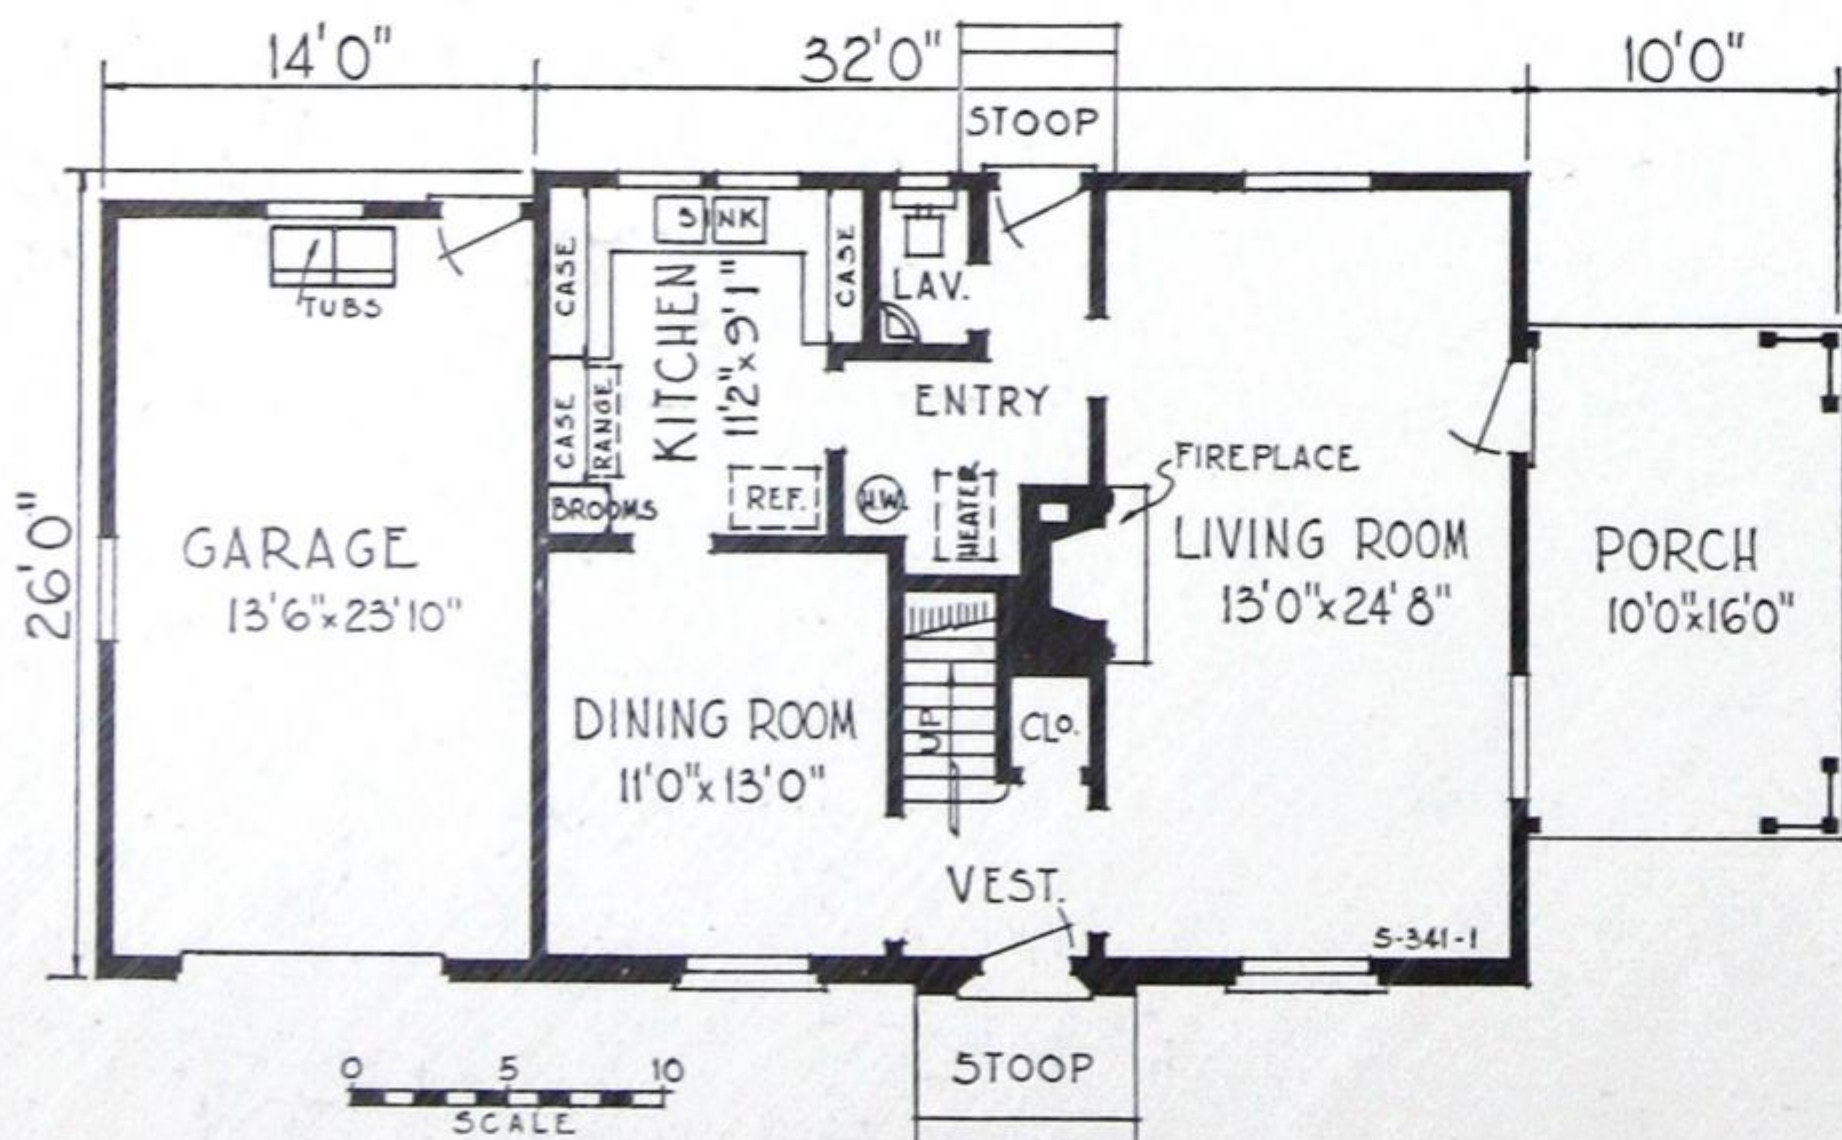 14'0"
32'0"
10'0"
STOOP
26'0"
TUBS
GARAGE
13'6"x23'10"
CASE
SINK
CASE
KITCHEN
11'2"x9'1"
CASE
RANGE
BROOMS
REF.
LAV.
ENTRY
H.W.
HEATER
FIREPLACE
LIVING ROOM
13'0"x24'8"
PORCH
10'0"x16'0"
DINING ROOM
11'0"x13'0"
UP
CLO.
VEST.
S-341-1
STOOP
0 5 10
SCALE